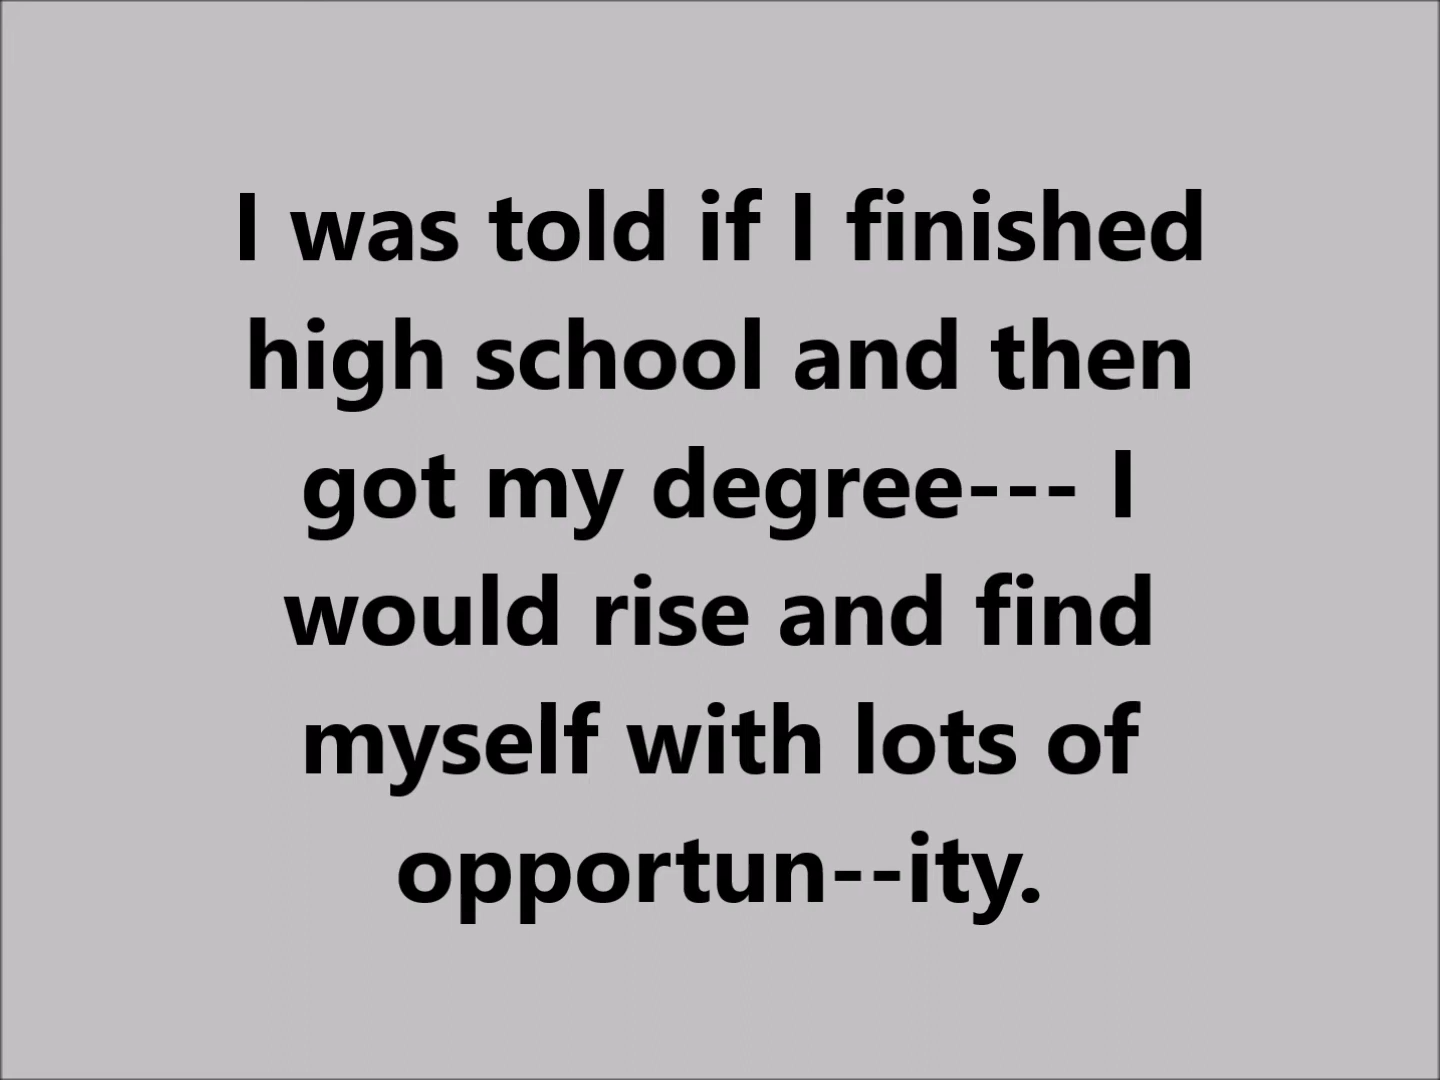 I was told if I finished
high school and then
got my degree--- I
would rise and find
myself with lots of
opportun--ity.